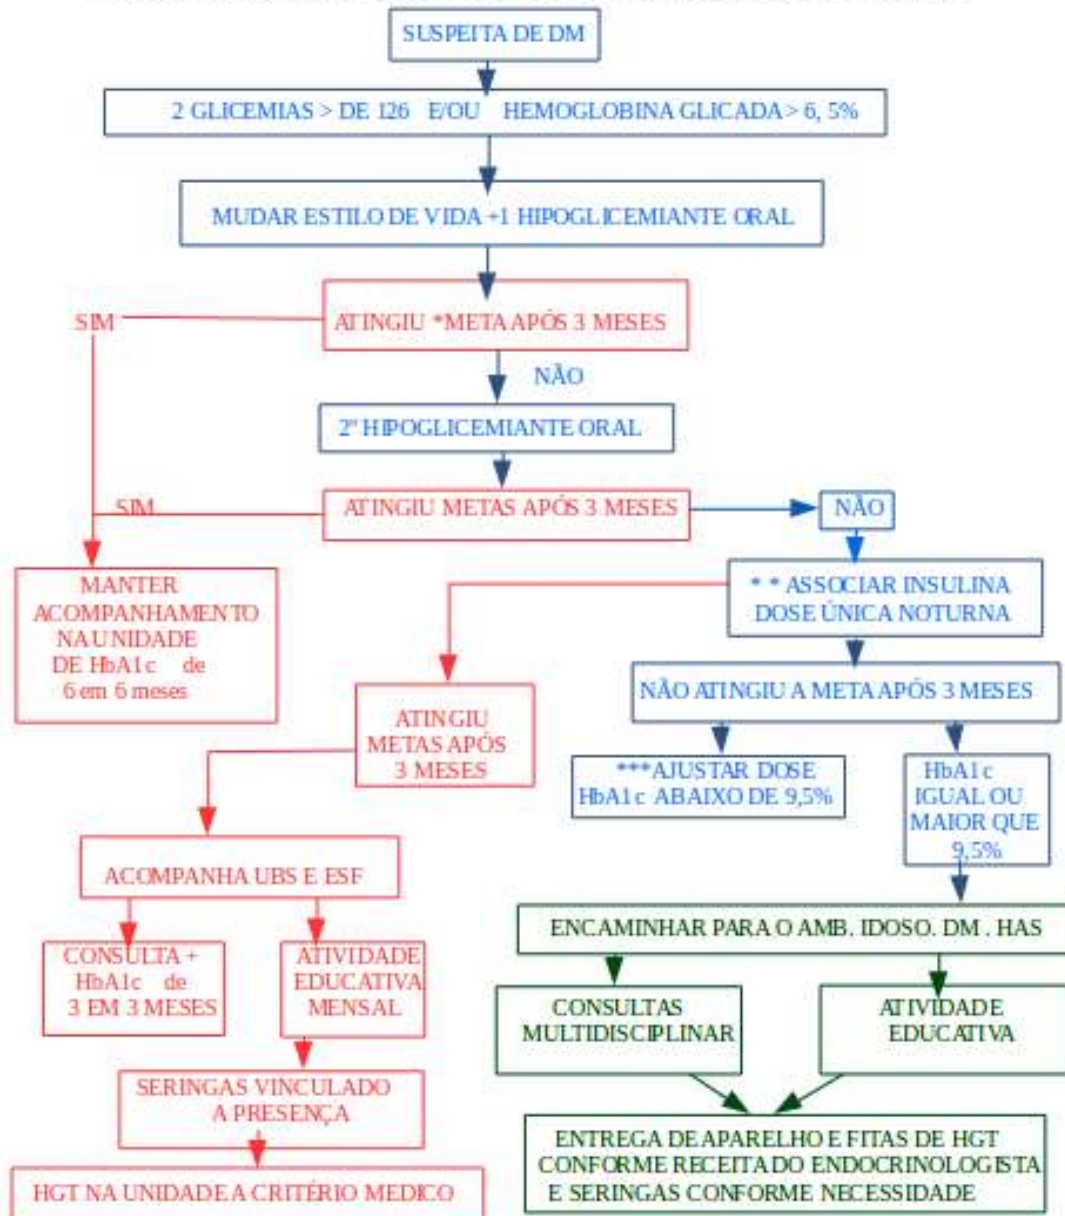 SUSPEITA DE DM
2 GLICEMIAS > DE 126 E/OU HEMOGLOBINA GLICADA > 6, 5%
MUDAR ESTILO DE VIDA +1 HIPOGLICEMIANTE ORAL
SIM
ATINGIU *META APÓS 3 MESES
NÃO
2º HIPOGLICEMIANTE ORAL
SIM
ATINGIU METAS APÓS 3 MESES
NÃO
MANTER
ACOMPANHAMENTO
NA UNIDADE
DE HbA1c de
6 em 6 meses
* * ASSOCIAR INSULINA
DOSE ÚNICA NOTURNA
NÃO ATINGIU A META APÓS 3 MESES
ATINGIU
METAS APÓS
3 MESES
***AJUSTAR DOSE
HbA1c ABAIXO DE 9,5%
HbA1c
IGUAL OU
MAIOR QUE
9,5%
ACOMPANHA UBS E ESF
ENCAMINHAR PARA O AMB. IDOSO. DM . HAS
CONSULTA +
HbA1c de
3 EM 3 MESES
ATIVIDADE
EDUCATIVA
MENSAL
CONSULTAS
MULTIDISCIPLINAR
ATIVIDADE
EDUCATIVA
SERINGAS VINCULADO
A PRESENÇA
HGT NA UNIDADE A CRITÉRIO MEDICO
ENTREGA DE APARELHO E FITAS DE HGT
CONFORME RECEITA DO ENDOCRINOLOGISTA
E SERINGAS CONFORME NECESSIDADE